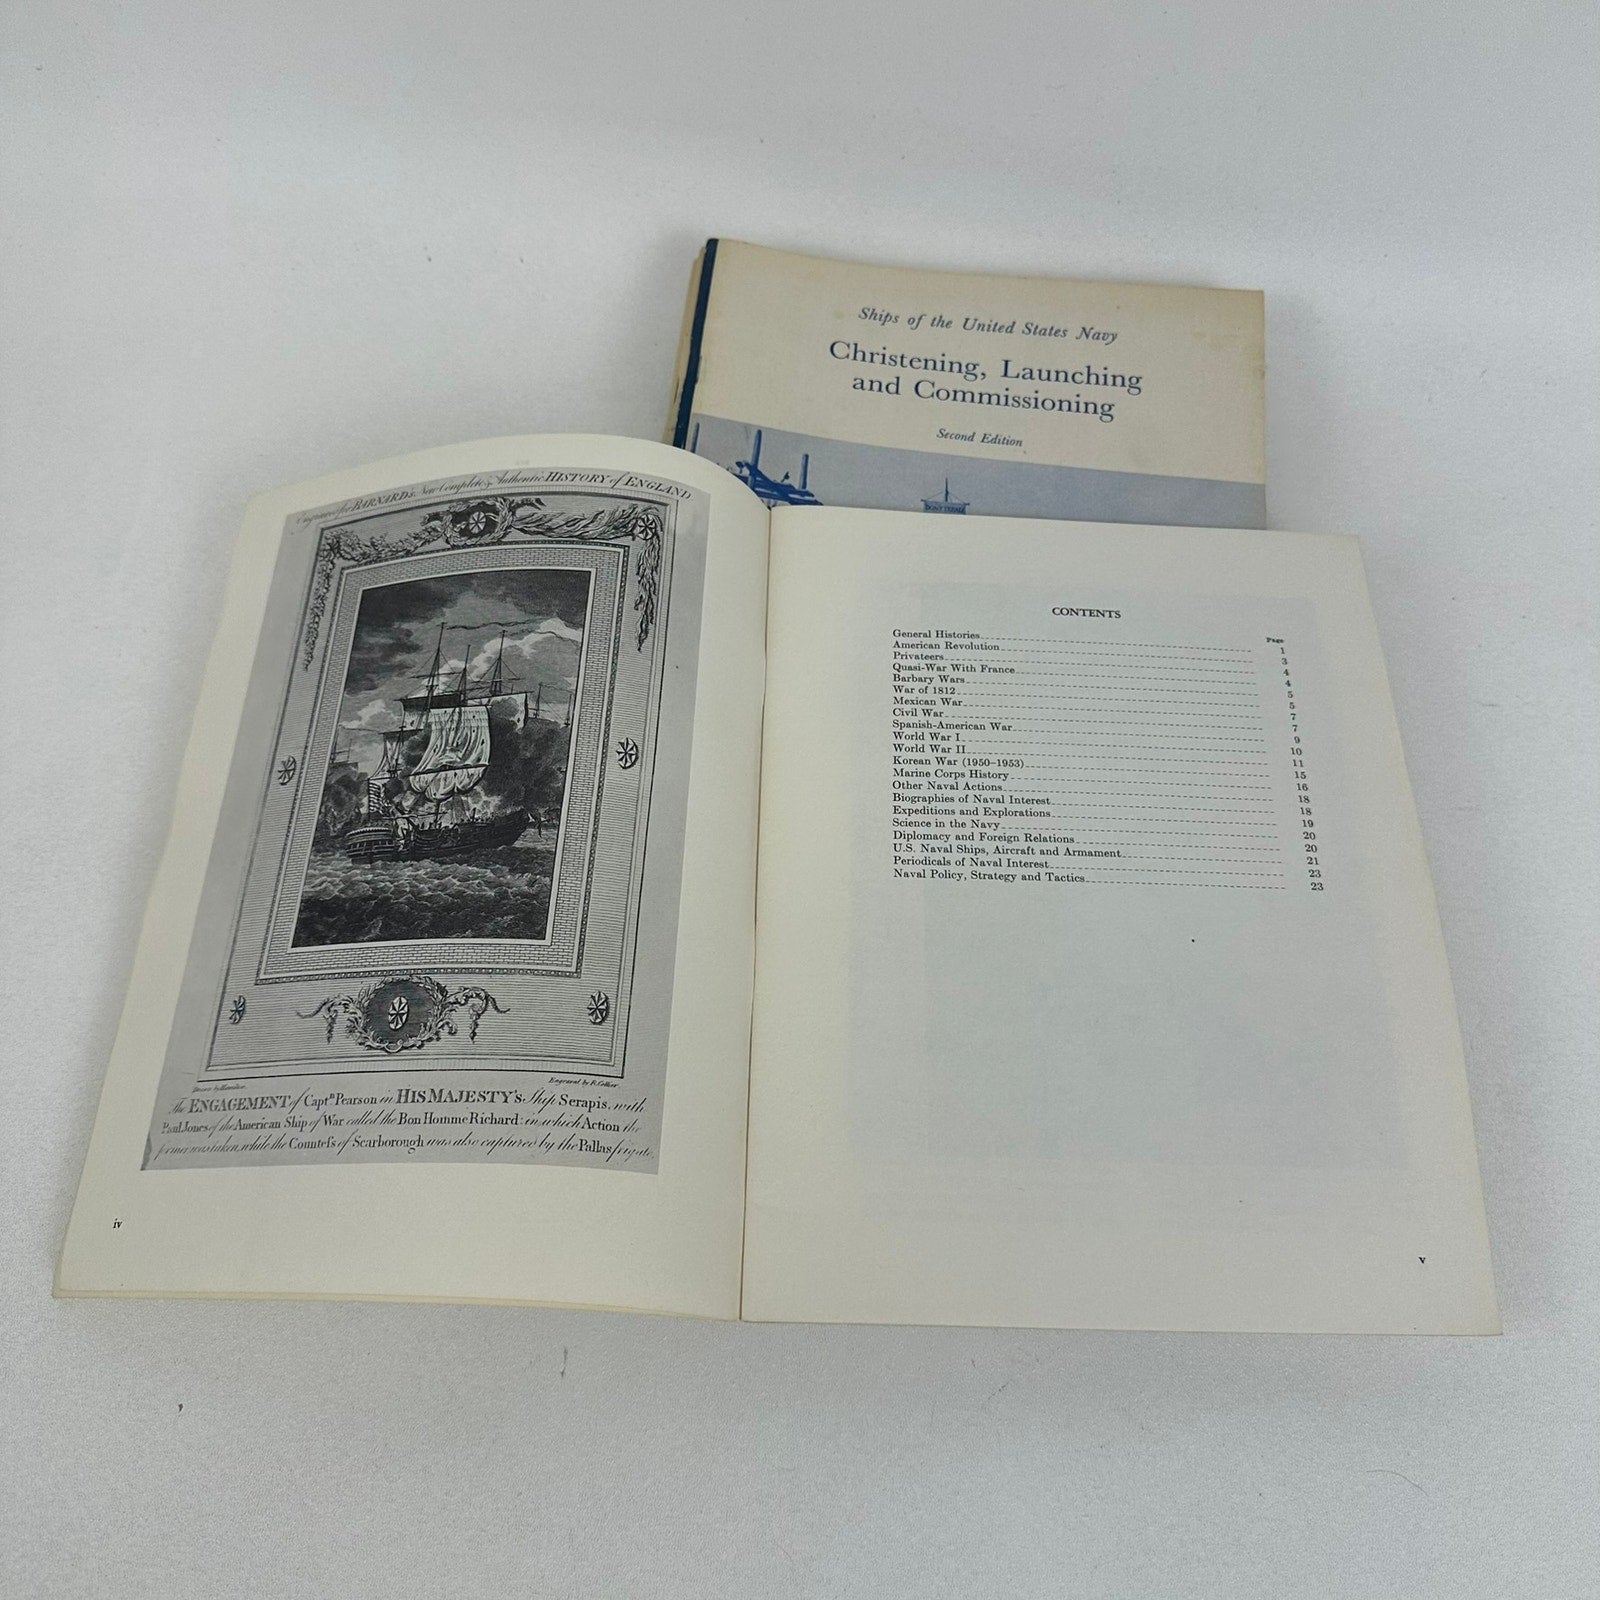 Ships of the United States Navy
Christening, Launching
and Commissioning
Second Edition
DON'T TREAD
Engraved for BARNARD's New Complete & Authentic HISTORY of ENGLAND
Drawn by Hamilton.
Engrav'd by R. Collier.
The ENGAGEMENT of Captn. Pearson in HIS MAJESTY's Ship Serapis, with
Paul Jones of the American Ship of War called the Bon Homme Richard: in which Action the
former was taken, while the Countess of Scarborough was also captured by the Pallas frigate.
iv
CONTENTS
Page
General Histories 1
American Revolution 3
Privateers 4
Quasi-War With France 4
Barbary Wars 5
War of 1812 5
Mexican War 7
Civil War 7
Spanish-American War 9
World War I 10
World War II 11
Korean War (1950–1953) 15
Marine Corps History 16
Other Naval Actions 18
Biographies of Naval Interest 18
Expeditions and Explorations 19
Science in the Navy 20
Diplomacy and Foreign Relations 20
U.S. Naval Ships, Aircraft and Armament 21
Periodicals of Naval Interest 23
Naval Policy, Strategy and Tactics 23
v